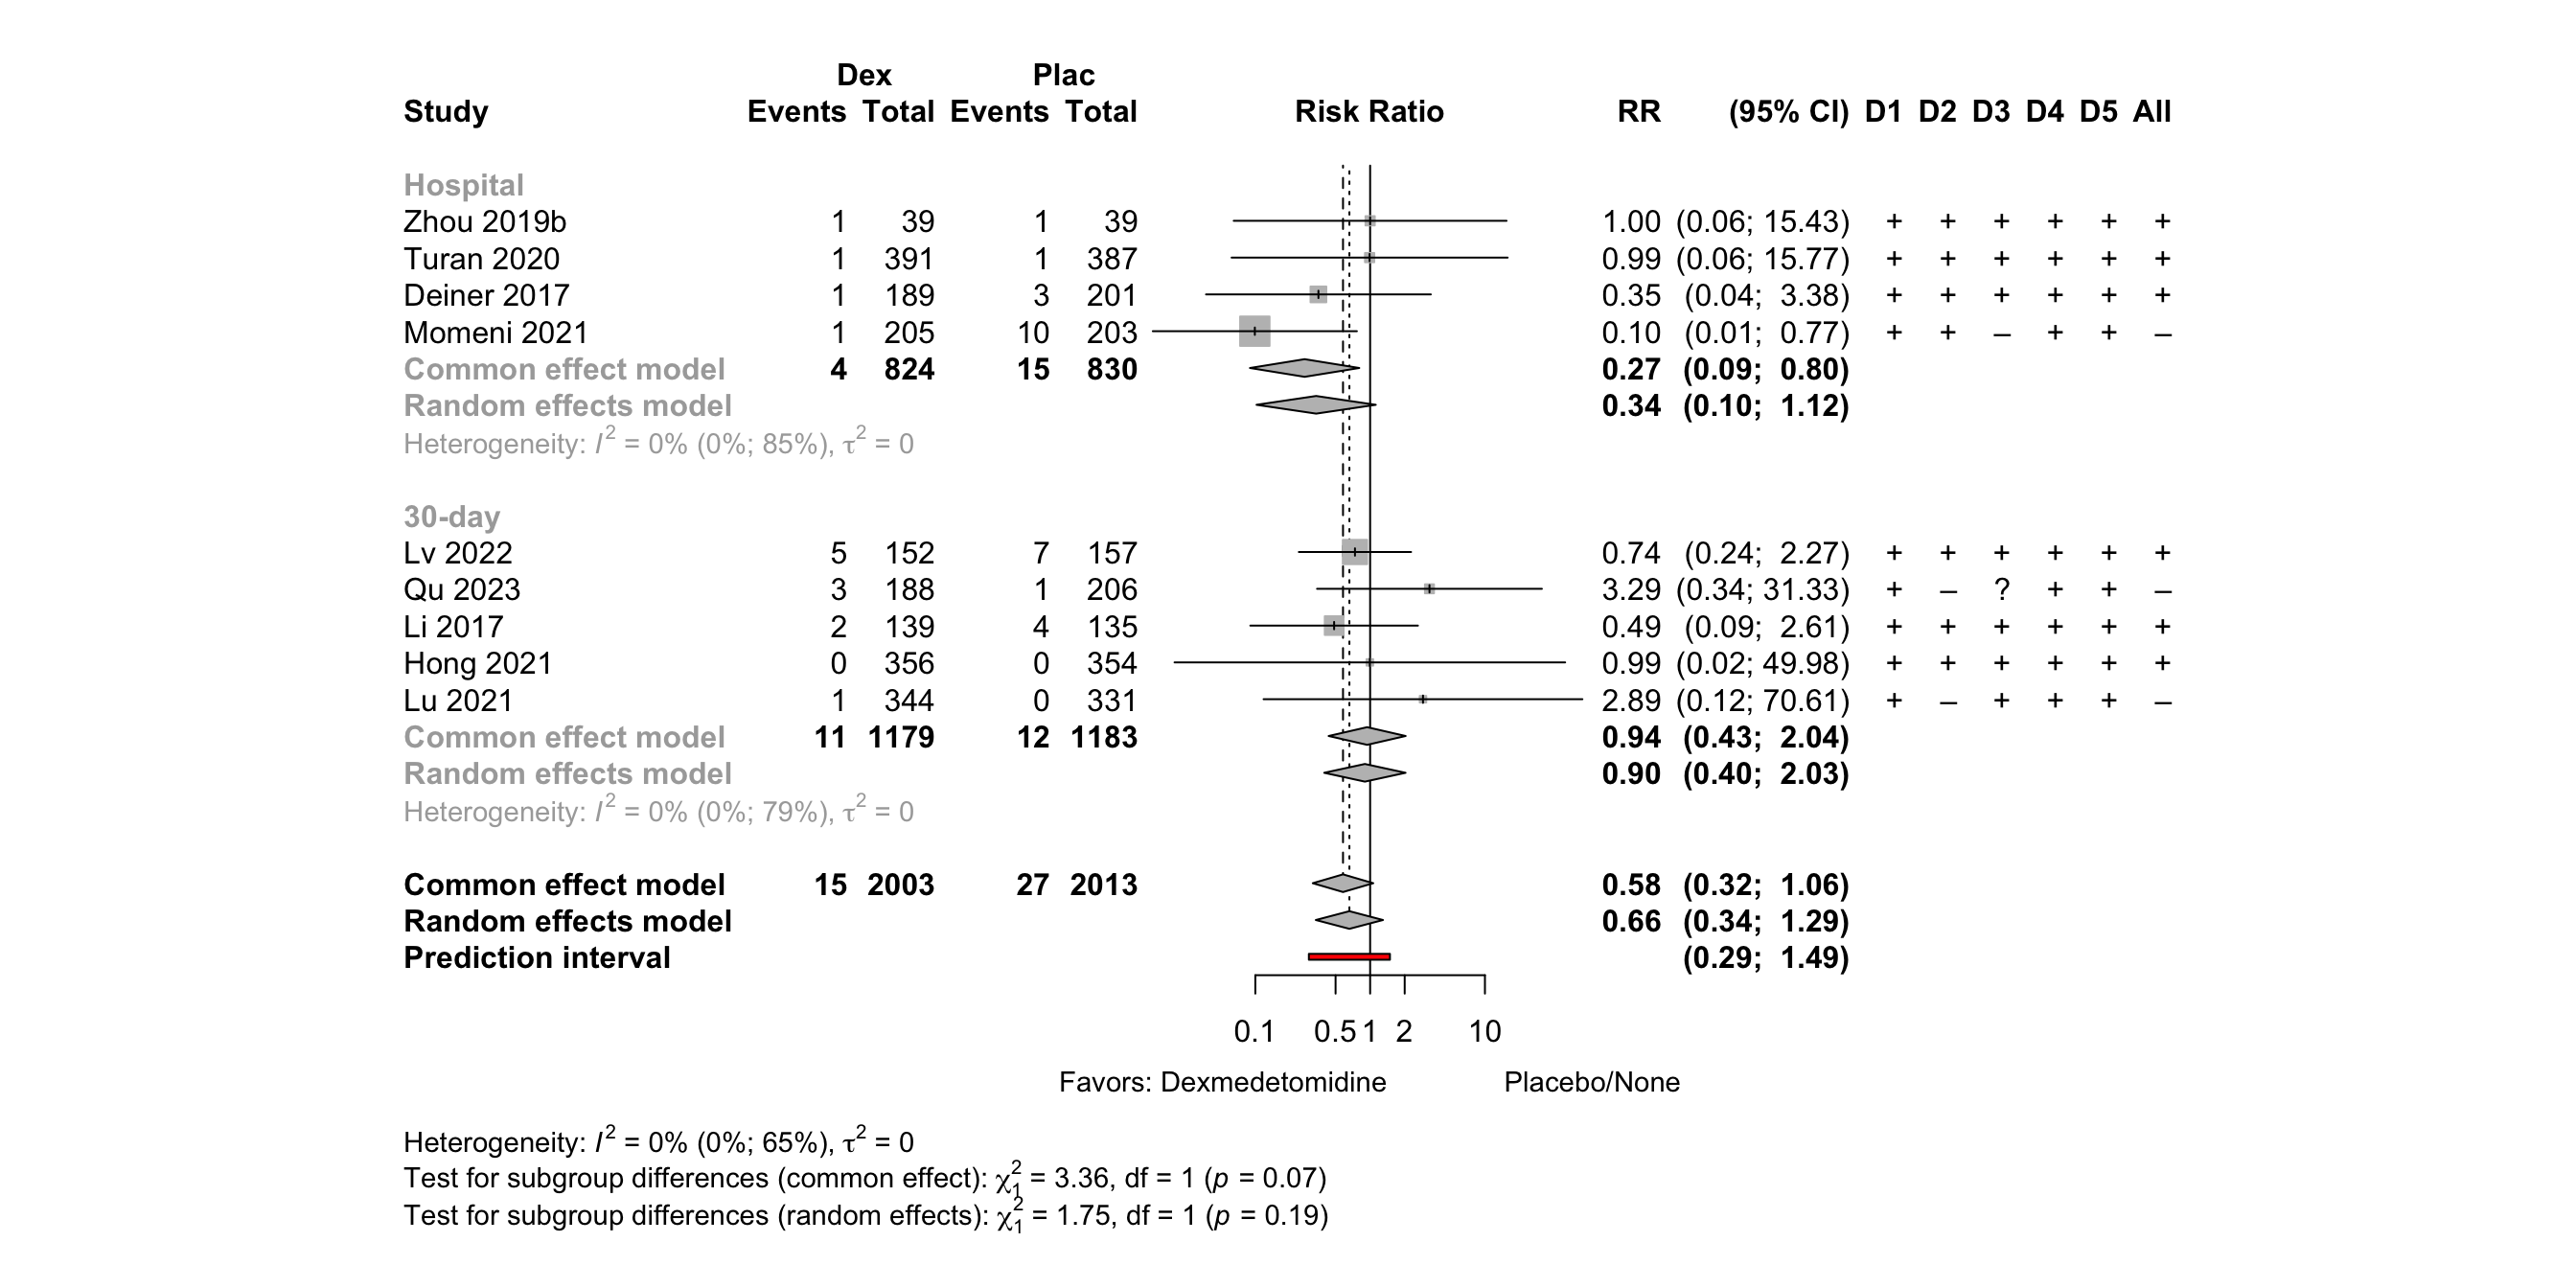 Dex Plac
Study Events Total Events Total Risk Ratio RR (95% CI) D1 D2 D3 D4 D5 All
Hospital
Zhou 2019b 1 39 1 39 1.00 (0.06; 15.43) + + + + + +
Turan 2020 1 391 1 387 0.99 (0.06; 15.77) + + + + + +
Deiner 2017 1 189 3 201 0.35 (0.04; 3.38) + + + + + +
Momeni 2021 1 205 10 203 0.10 (0.01; 0.77) + + – + + –
Common effect model 4 824 15 830 0.27 (0.09; 0.80)
Random effects model 0.34 (0.10; 1.12)
Heterogeneity: I² = 0% (0%; 85%), τ² = 0
30-day
Lv 2022 5 152 7 157 0.74 (0.24; 2.27) + + + + + +
Qu 2023 3 188 1 206 3.29 (0.34; 31.33) + – ? + + –
Li 2017 2 139 4 135 0.49 (0.09; 2.61) + + + + + +
Hong 2021 0 356 0 354 0.99 (0.02; 49.98) + + + + + +
Lu 2021 1 344 0 331 2.89 (0.12; 70.61) + – + + + –
Common effect model 11 1179 12 1183 0.94 (0.43; 2.04)
Random effects model 0.90 (0.40; 2.03)
Heterogeneity: I² = 0% (0%; 79%), τ² = 0
Common effect model 15 2003 27 2013 0.58 (0.32; 1.06)
Random effects model 0.66 (0.34; 1.29)
Prediction interval (0.29; 1.49)
0.1 0.5 1 2 10
Favors: Dexmedetomidine Placebo/None
Heterogeneity: I² = 0% (0%; 65%), τ² = 0
Test for subgroup differences (common effect): χ²₁ = 3.36, df = 1 (p = 0.07)
Test for subgroup differences (random effects): χ²₁ = 1.75, df = 1 (p = 0.19)